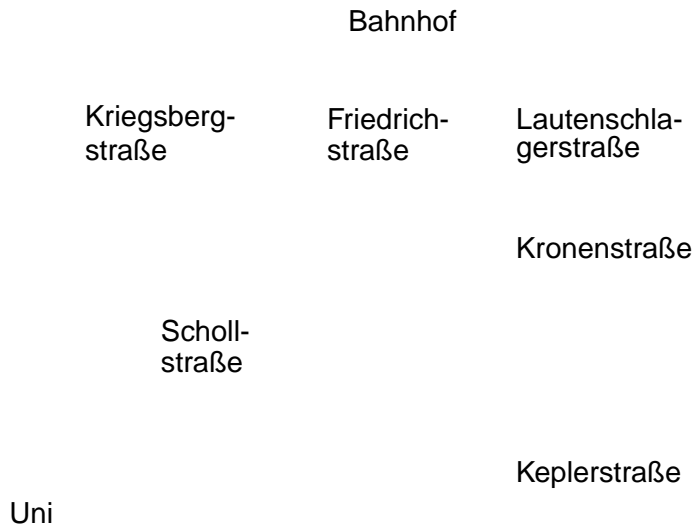 Bahnhof
Kriegsberg-
straße
Friedrich-
straße
Lautenschla-
gerstraße
Kronenstraße
Scholl-
straße
Keplerstraße
Uni